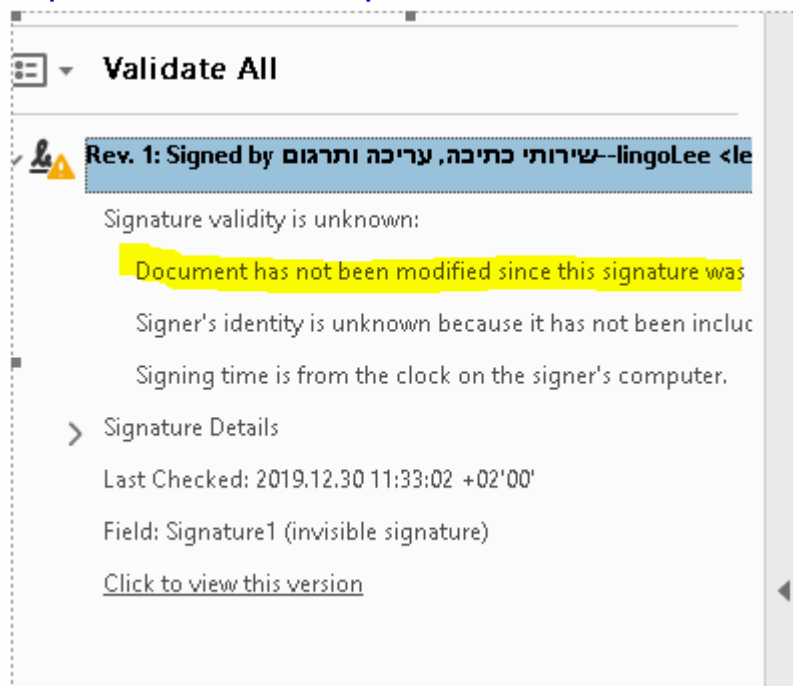 Validate All
Rev. 1: Signed by שירותי כתיבה, עריכה ותרגום--lingoLee <le
Signature validity is unknown:
Document has not been modified since this signature was
Signer's identity is unknown because it has not been incluc
Signing time is from the clock on the signer's computer.
Signature Details
Last Checked: 2019.12.30 11:33:02 +02'00'
Field: Signature1 (invisible signature)
Click to view this version